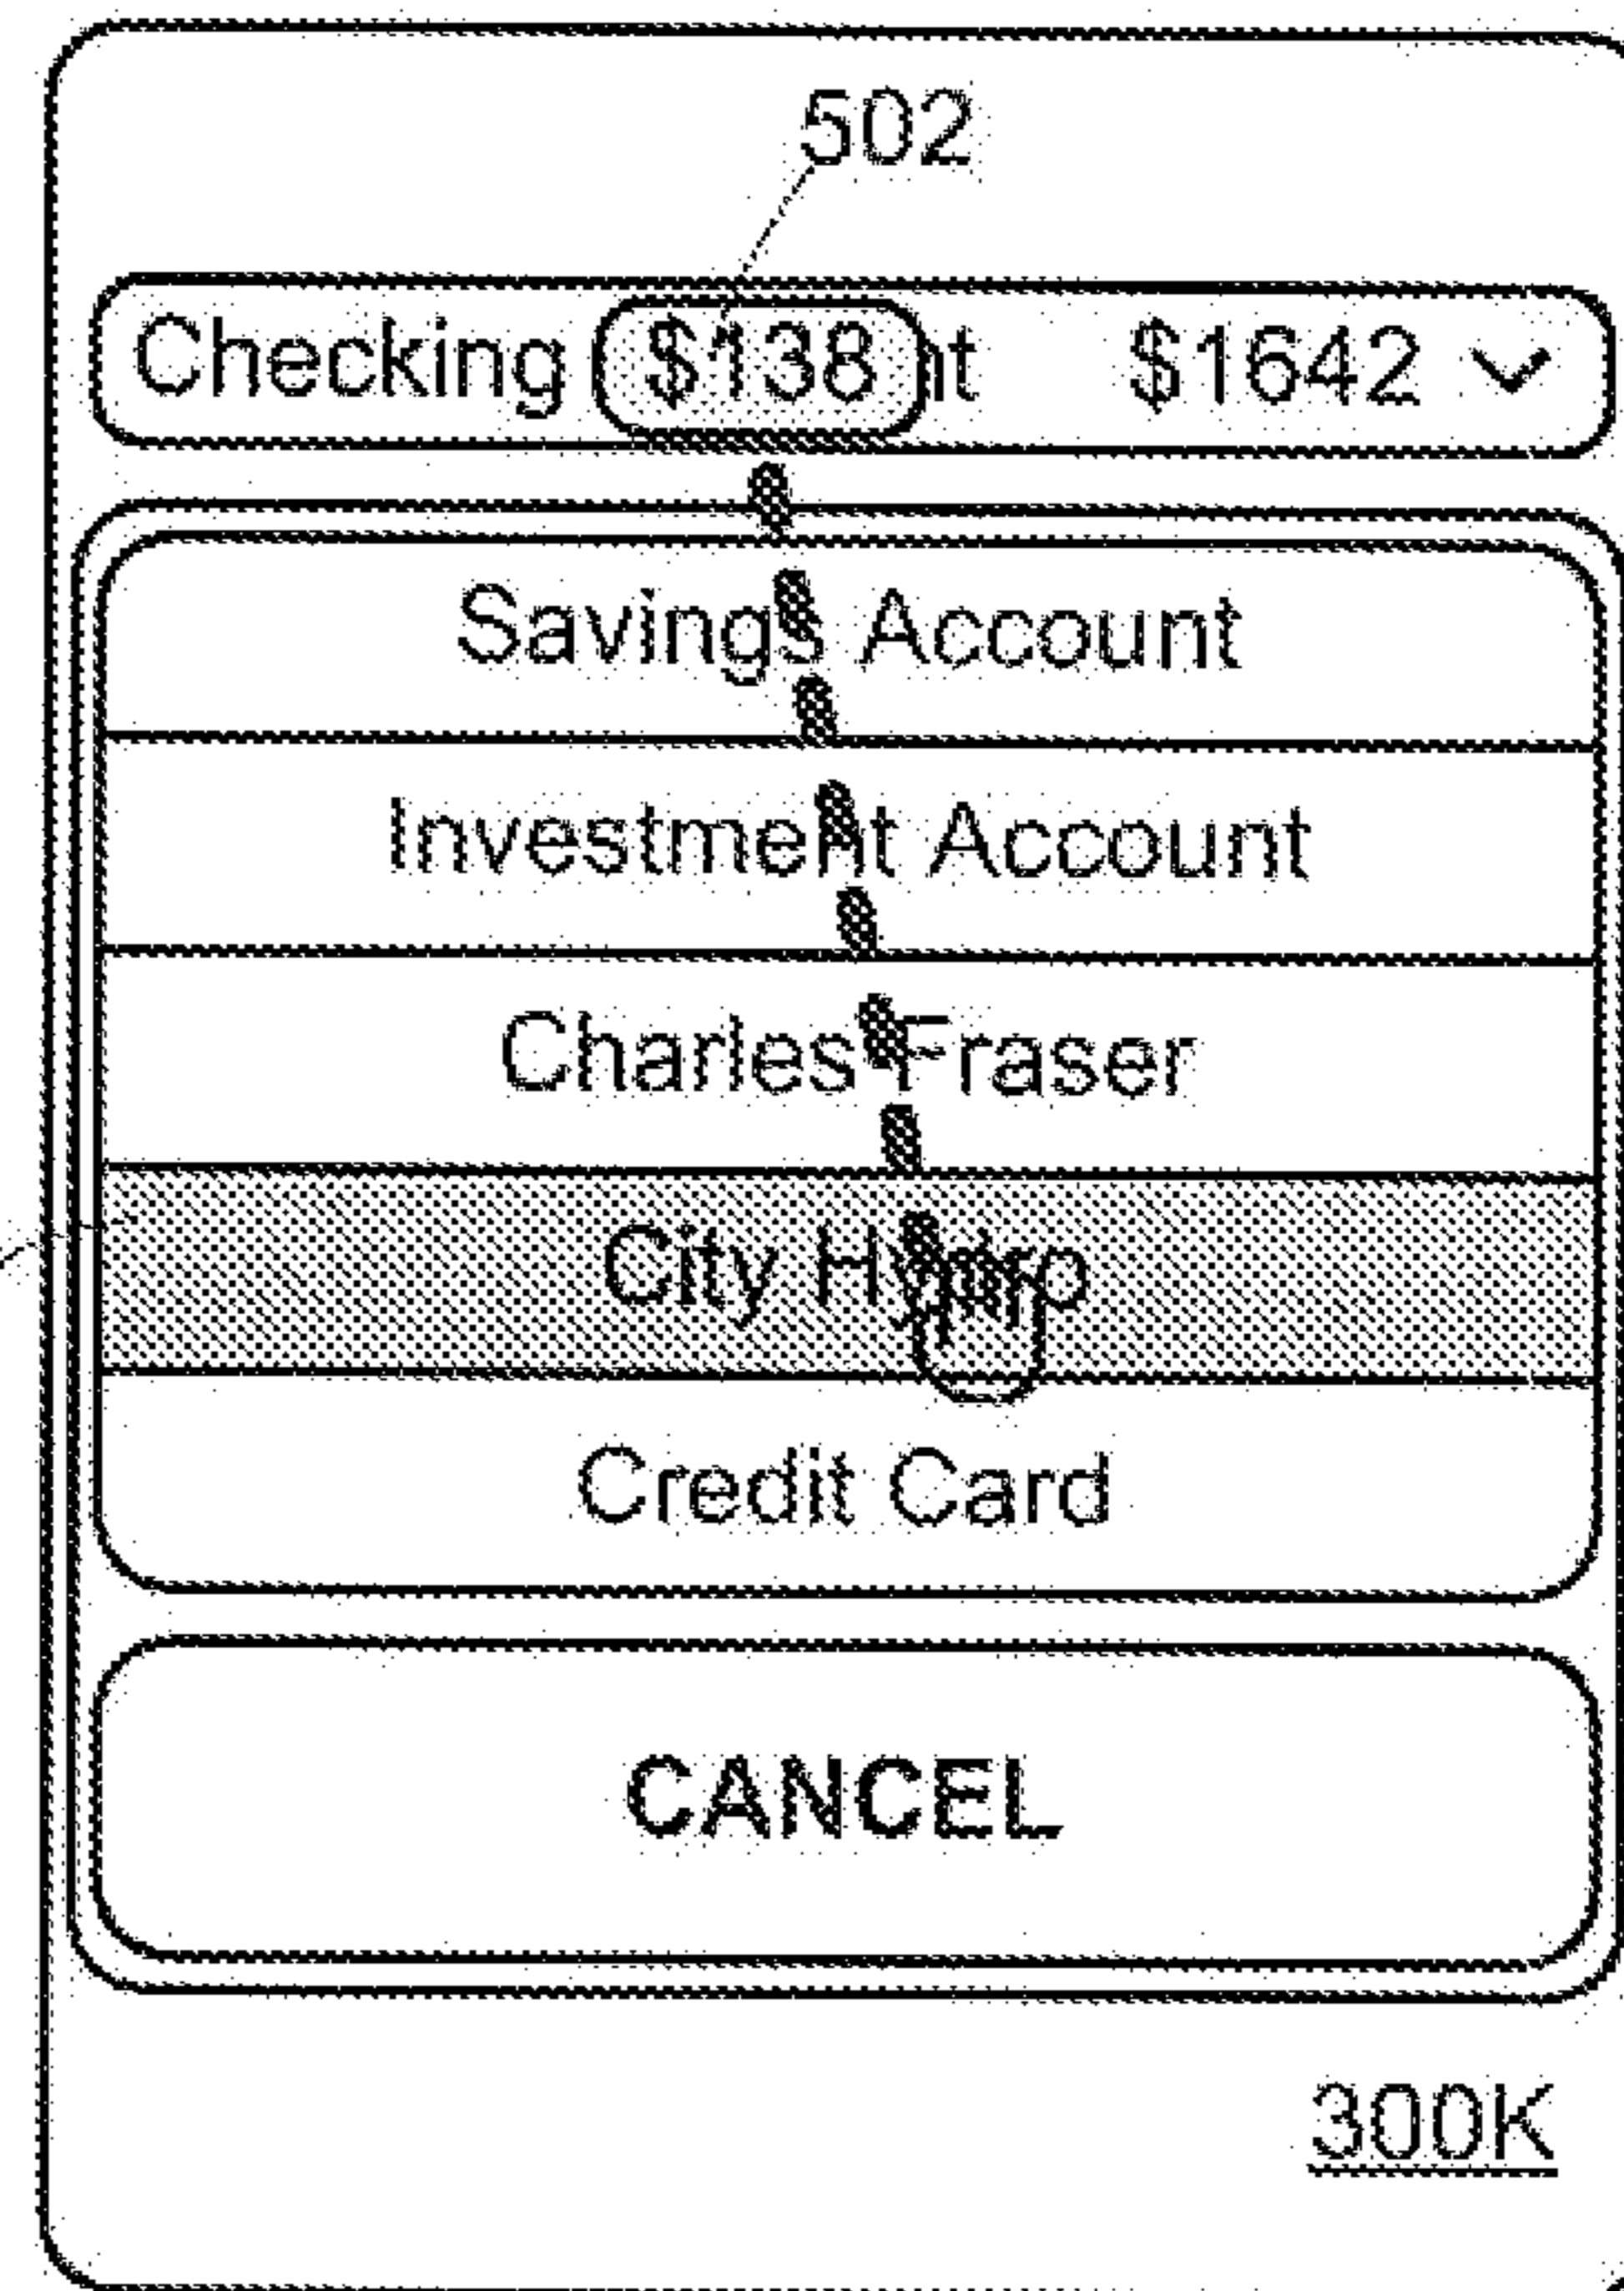 502
Checking $138 nt $1642
Savings Account
Investment Account
Charles Fraser
City Hydro
Credit Card
CANCEL
300K